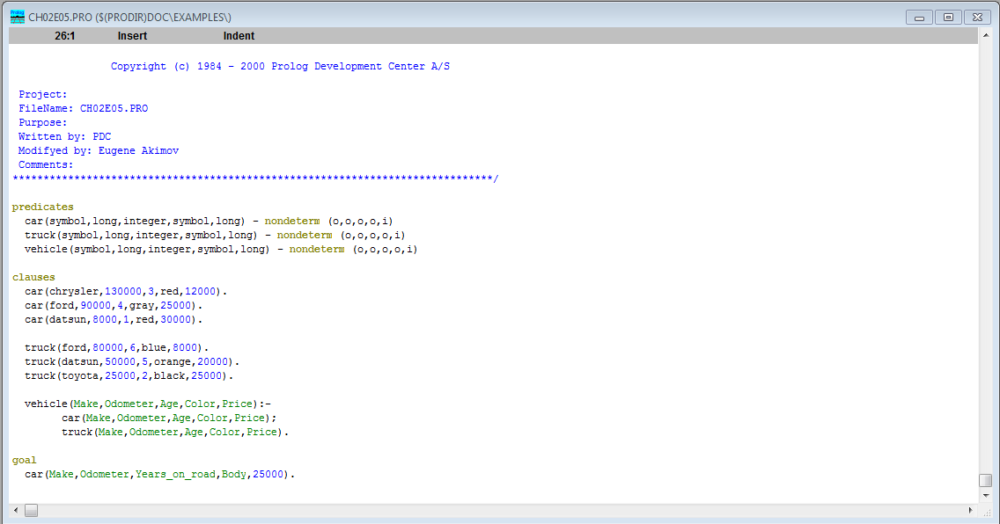 CH02E05.PRO ($(PRODIR)DOC\EXAMPLES\)
26:1 Insert Indent
Copyright (c) 1984 - 2000 Prolog Development Center A/S
Project:
FileName: CH02E05.PRO
Purpose:
Written by: PDC
Modifyed by: Eugene Akimov
Comments:
******************************************************************************/
predicates
car(symbol,long,integer,symbol,long) - nondeterm (o,o,o,o,i)
truck(symbol,long,integer,symbol,long) - nondeterm (o,o,o,o,i)
vehicle(symbol,long,integer,symbol,long) - nondeterm (o,o,o,o,i)
clauses
car(chrysler,130000,3,red,12000).
car(ford,90000,4,gray,25000).
car(datsun,8000,1,red,30000).
truck(ford,80000,6,blue,8000).
truck(datsun,50000,5,orange,20000).
truck(toyota,25000,2,black,25000).
vehicle(Make,Odometer,Age,Color,Price):-
car(Make,Odometer,Age,Color,Price);
truck(Make,Odometer,Age,Color,Price).
goal
car(Make,Odometer,Years_on_road,Body,25000).